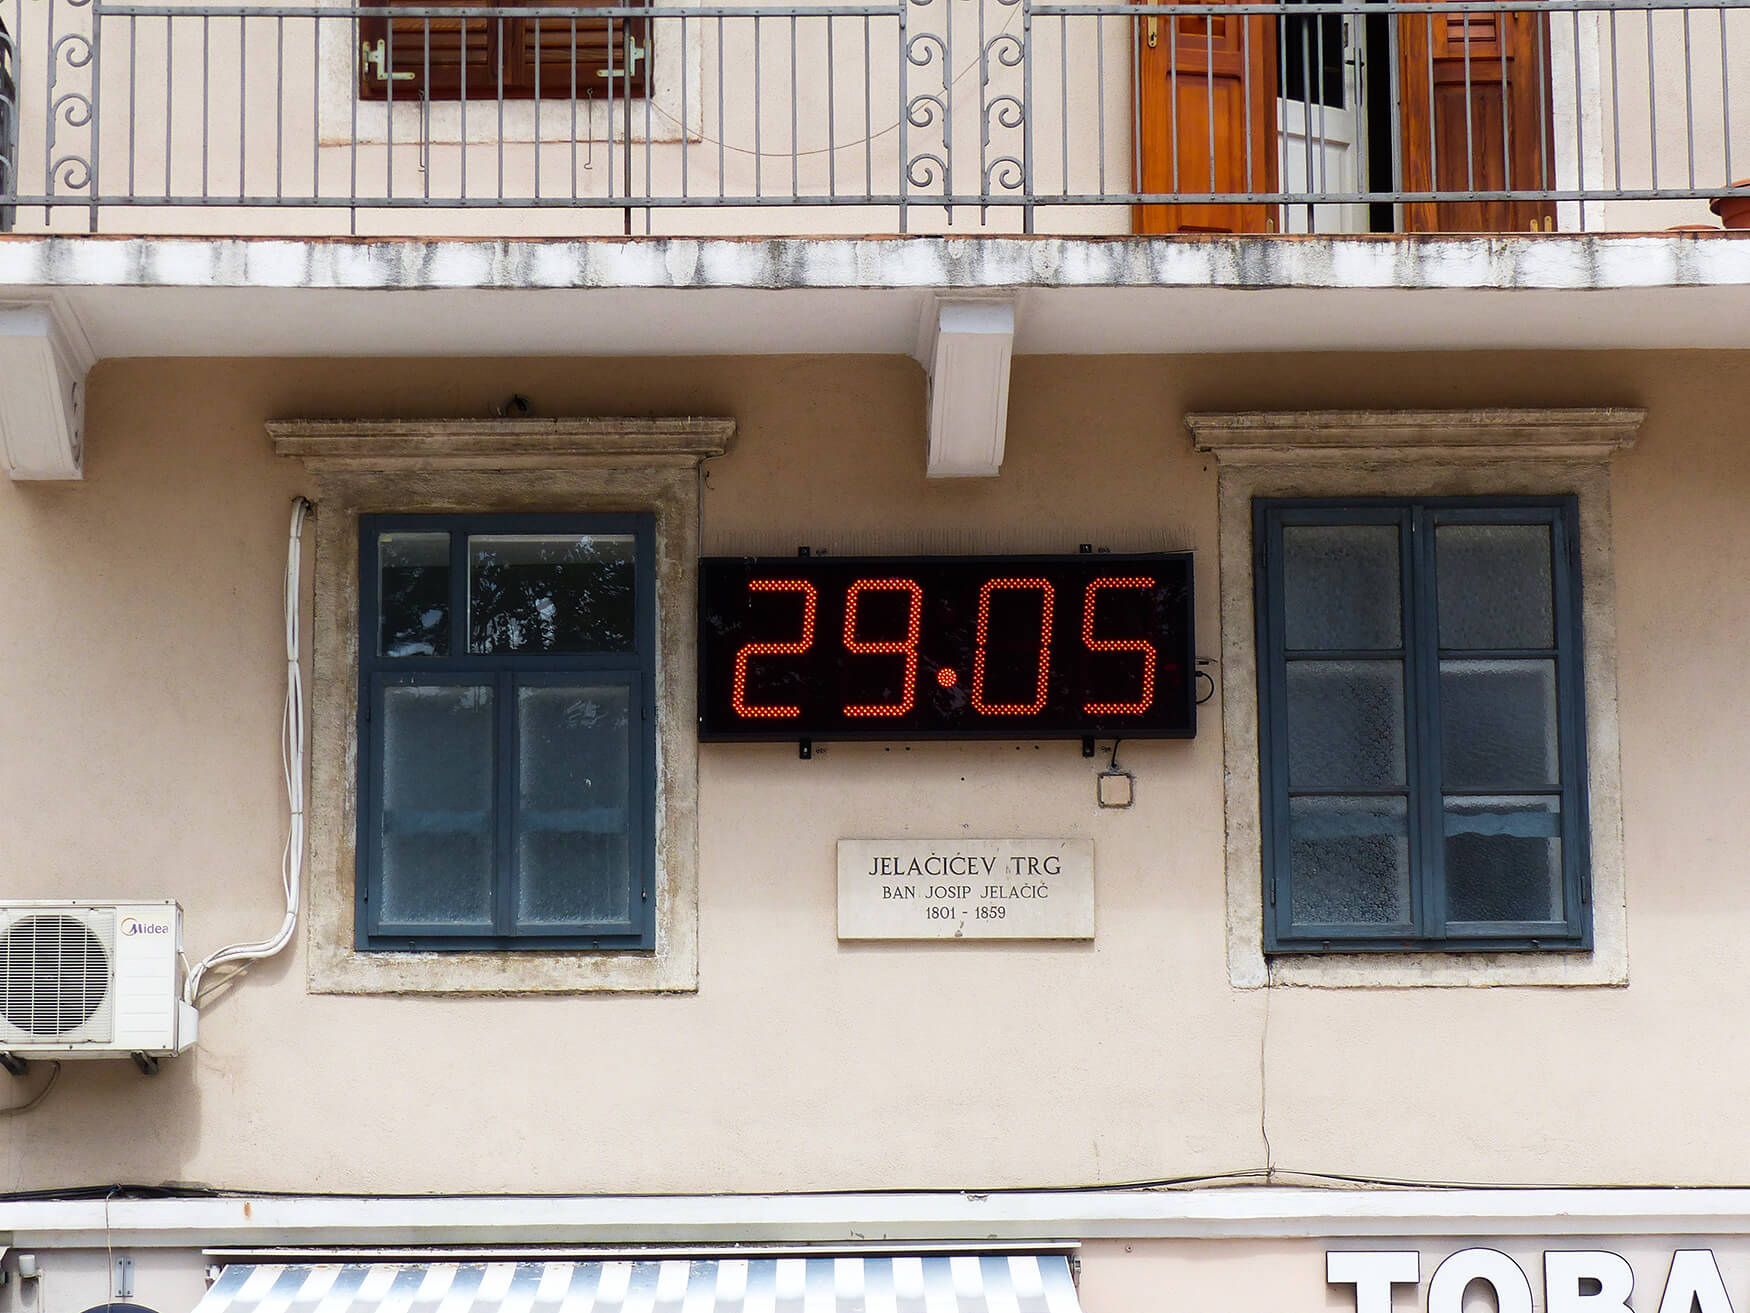 29.05
JELAČIĆEV TRG
BAN JOSIP JELAČIĆ
1801 - 1859
Midea
TOBA